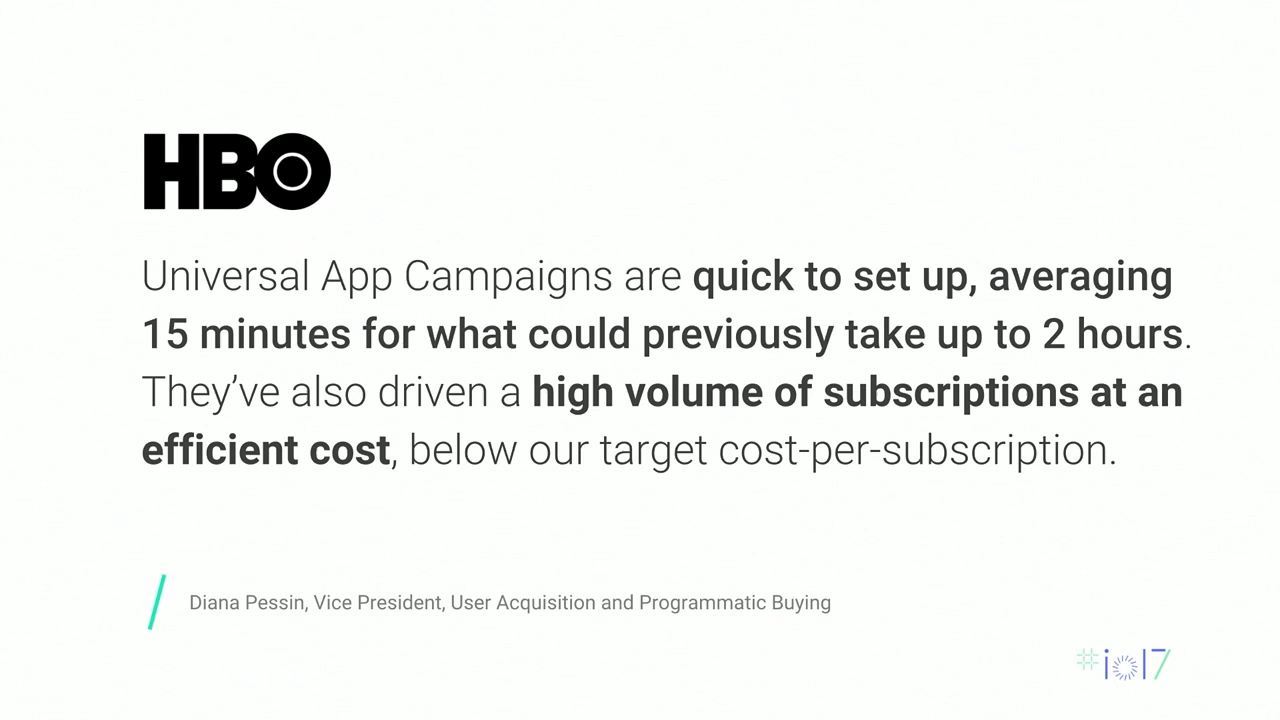 HBO
Universal App Campaigns are quick to set up, averaging
15 minutes for what could previously take up to 2 hours.
They’ve also driven a high volume of subscriptions at an
efficient cost, below our target cost-per-subscription.
Diana Pessin, Vice President, User Acquisition and Programmatic Buying
#io17